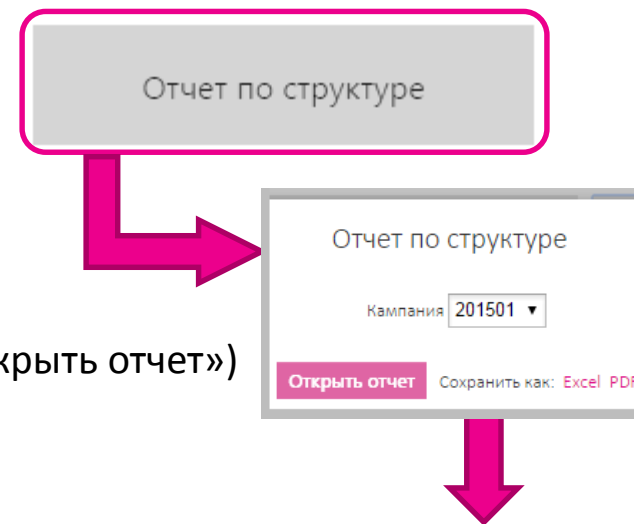 Отчет по структуре
Отчет по структуре
Кампания 201501
крыть отчет»)
Открыть отчет Сохранить как: Excel PDF